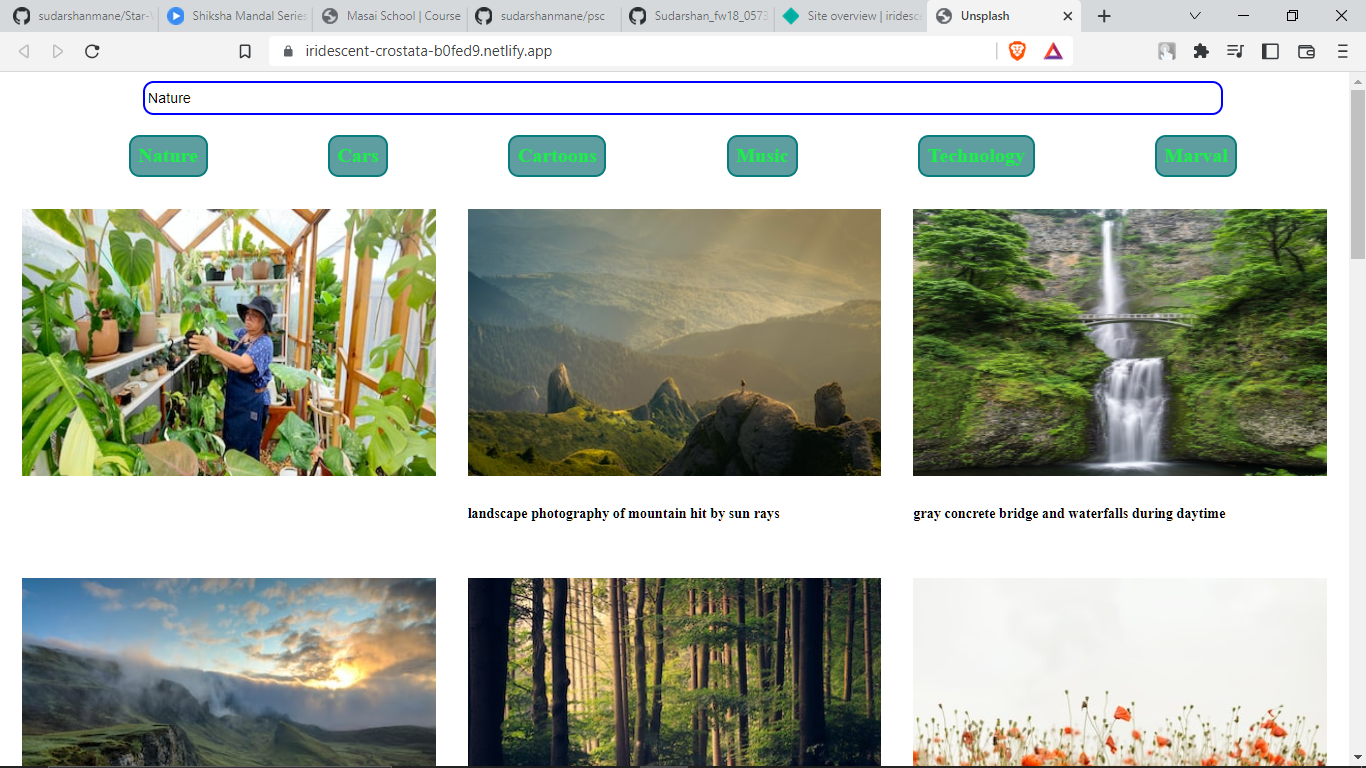 sudarshanmane/Star- Shiksha Mandal Series Masai School | Course sudarshanmane/psc Sudarshan_fw18_0573 Site overview | iridesc Unsplash
iridescent-crostata-b0fed9.netlify.app
Nature
Nature Cars Cartoons Music Technology Marval
landscape photography of mountain hit by sun rays gray concrete bridge and waterfalls during daytime